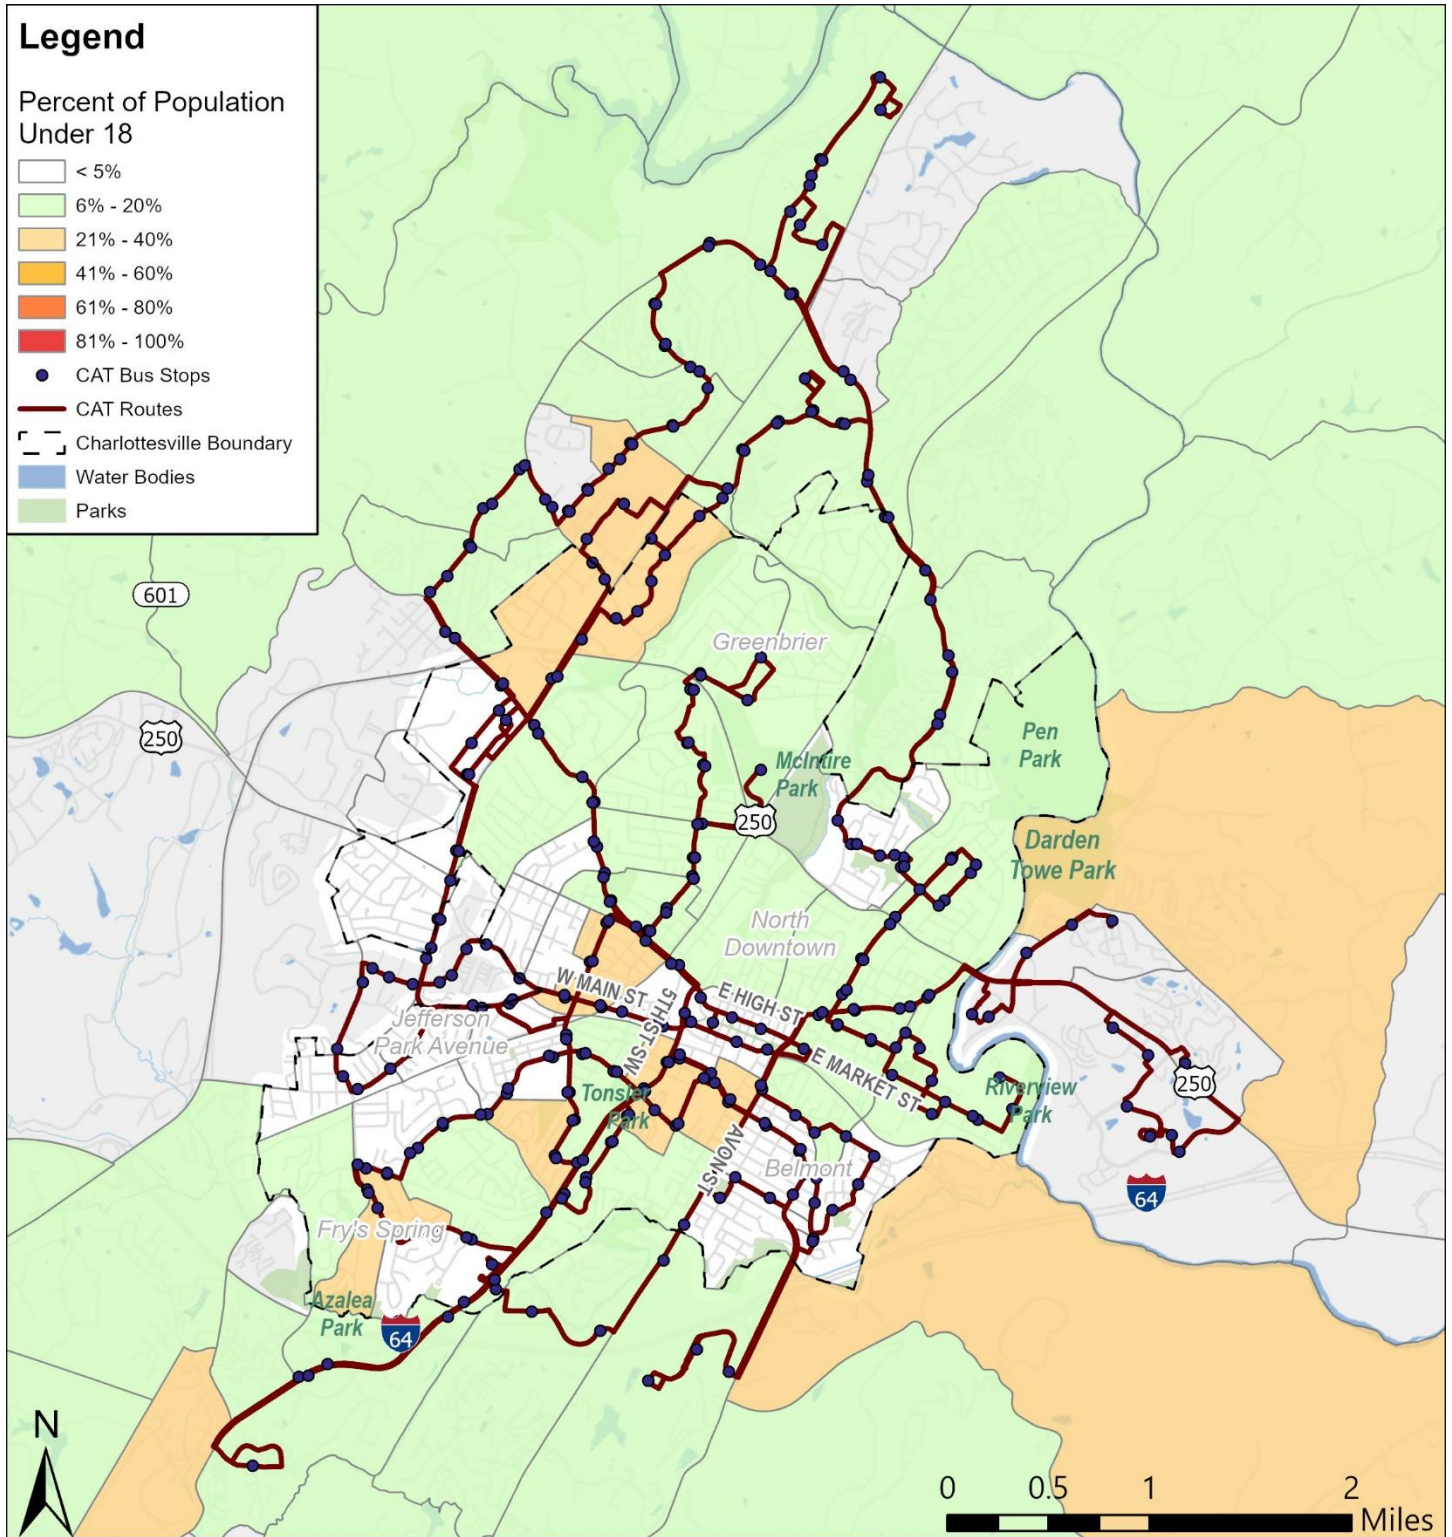 Legend
Percent of Population
Under 18
< 5%
6% - 20%
21% - 40%
41% - 60%
61% - 80%
81% - 100%
CAT Bus Stops
CAT Routes
Charlottesville Boundary
Water Bodies
Parks
601
250
Greenbrier
Pen
Park
McIntire
Park
250
Darden
Towe Park
North
Downtown
W MAIN ST
E HIGH ST
5TH ST SW
Jefferson
Park Avenue
E MARKET ST
Tonsler
Park
Riverview
Park
250
AVON ST
Belmont
64
Fry's Spring
Azalea
Park
64
N
0 0.5 1 2
Miles